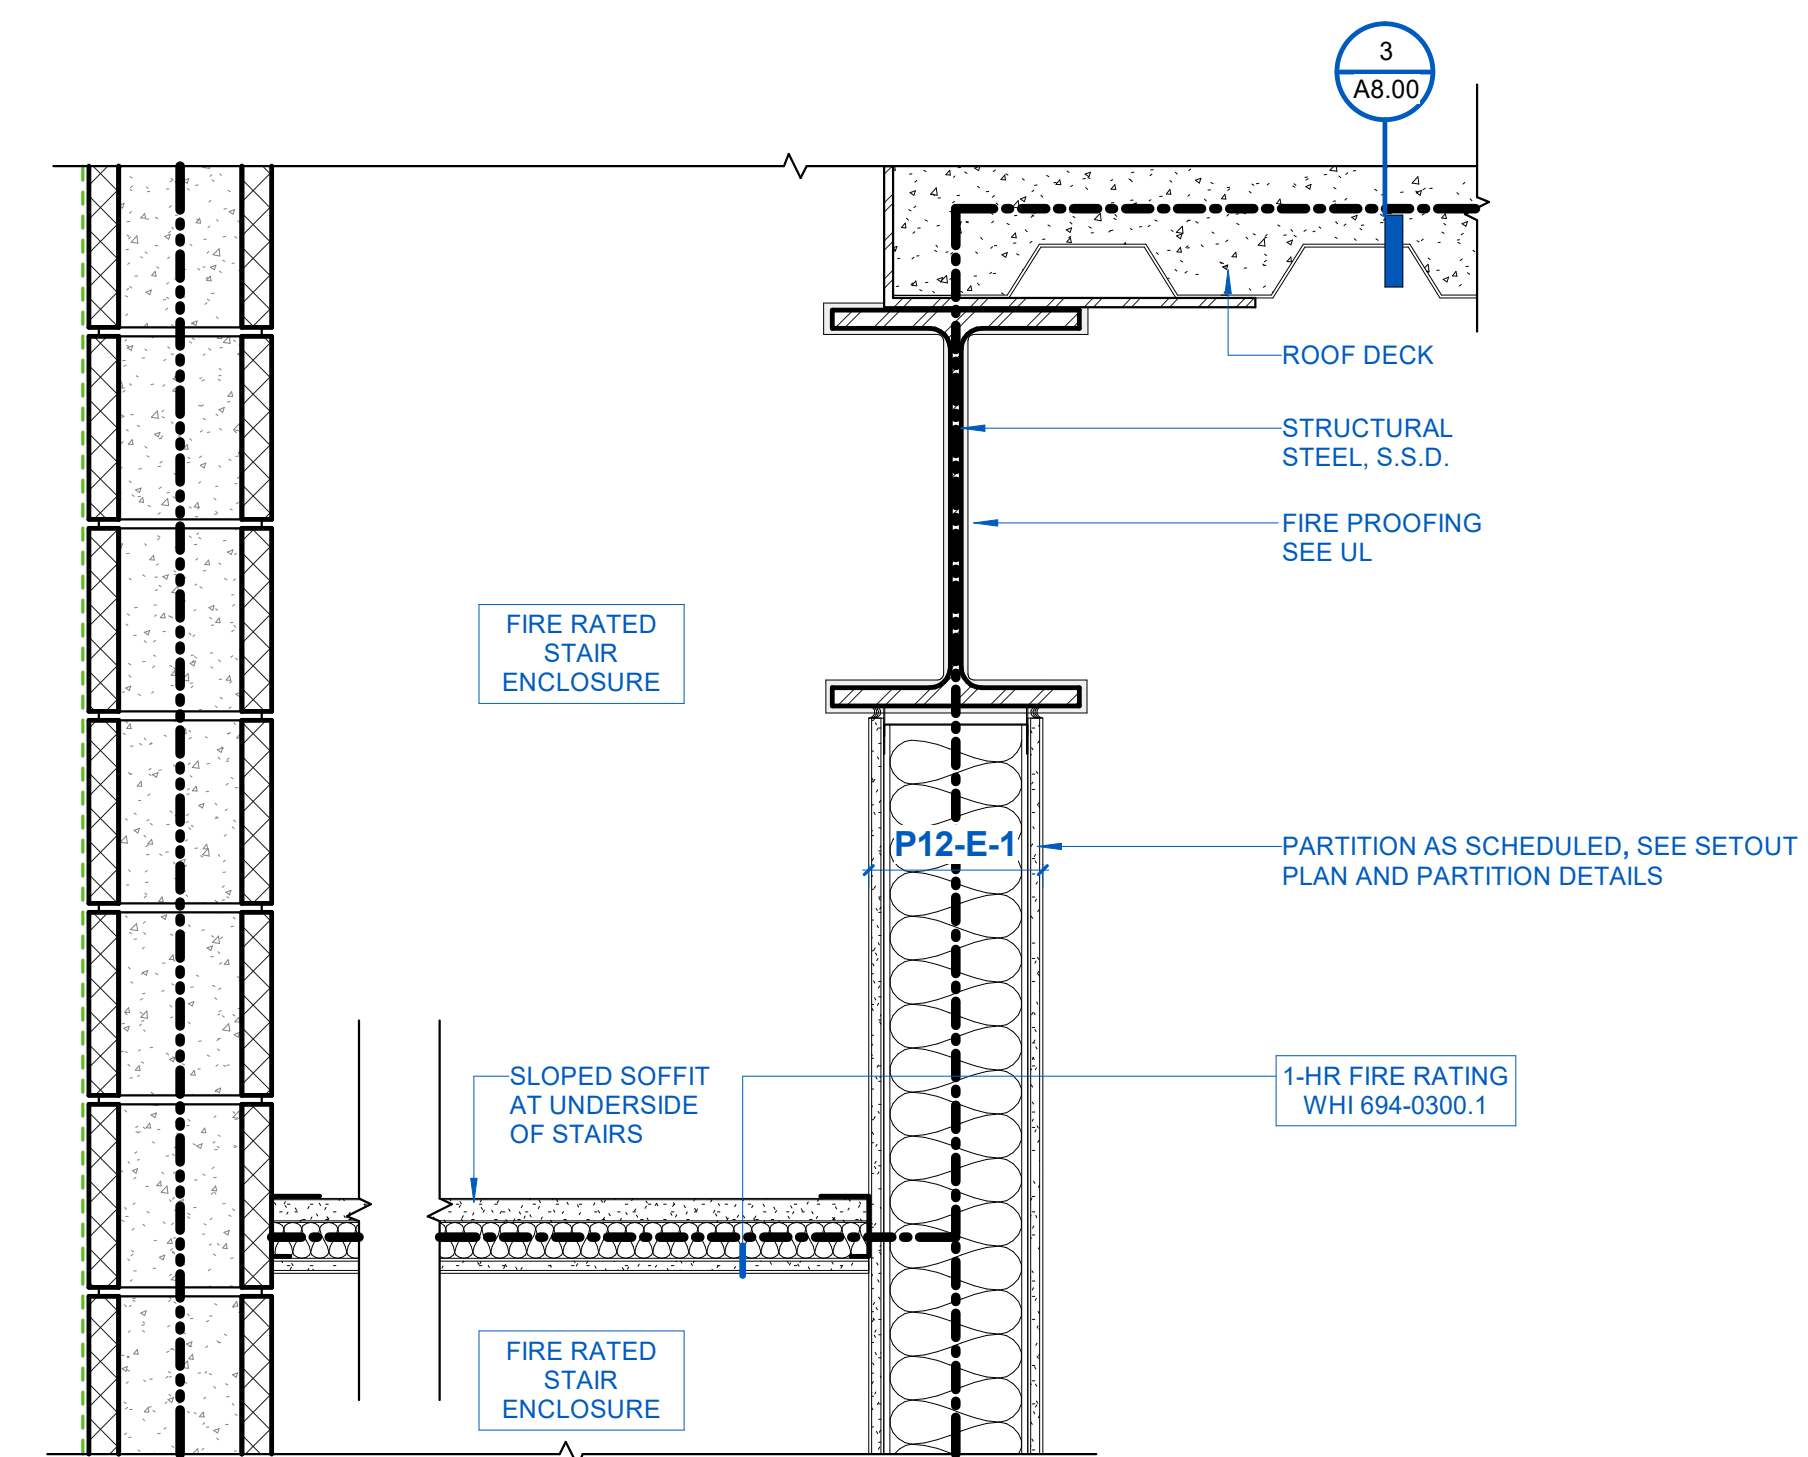 3
A8.00
ROOF DECK
STRUCTURAL
STEEL, S.S.D.
FIRE PROOFING
SEE UL
FIRE RATED
STAIR
ENCLOSURE
P12-E-1
PARTITION AS SCHEDULED, SEE SETOUT
PLAN AND PARTITION DETAILS
SLOPED SOFFIT
AT UNDERSIDE
OF STAIRS
1-HR FIRE RATING
WHI 694-0300.1
FIRE RATED
STAIR
ENCLOSURE